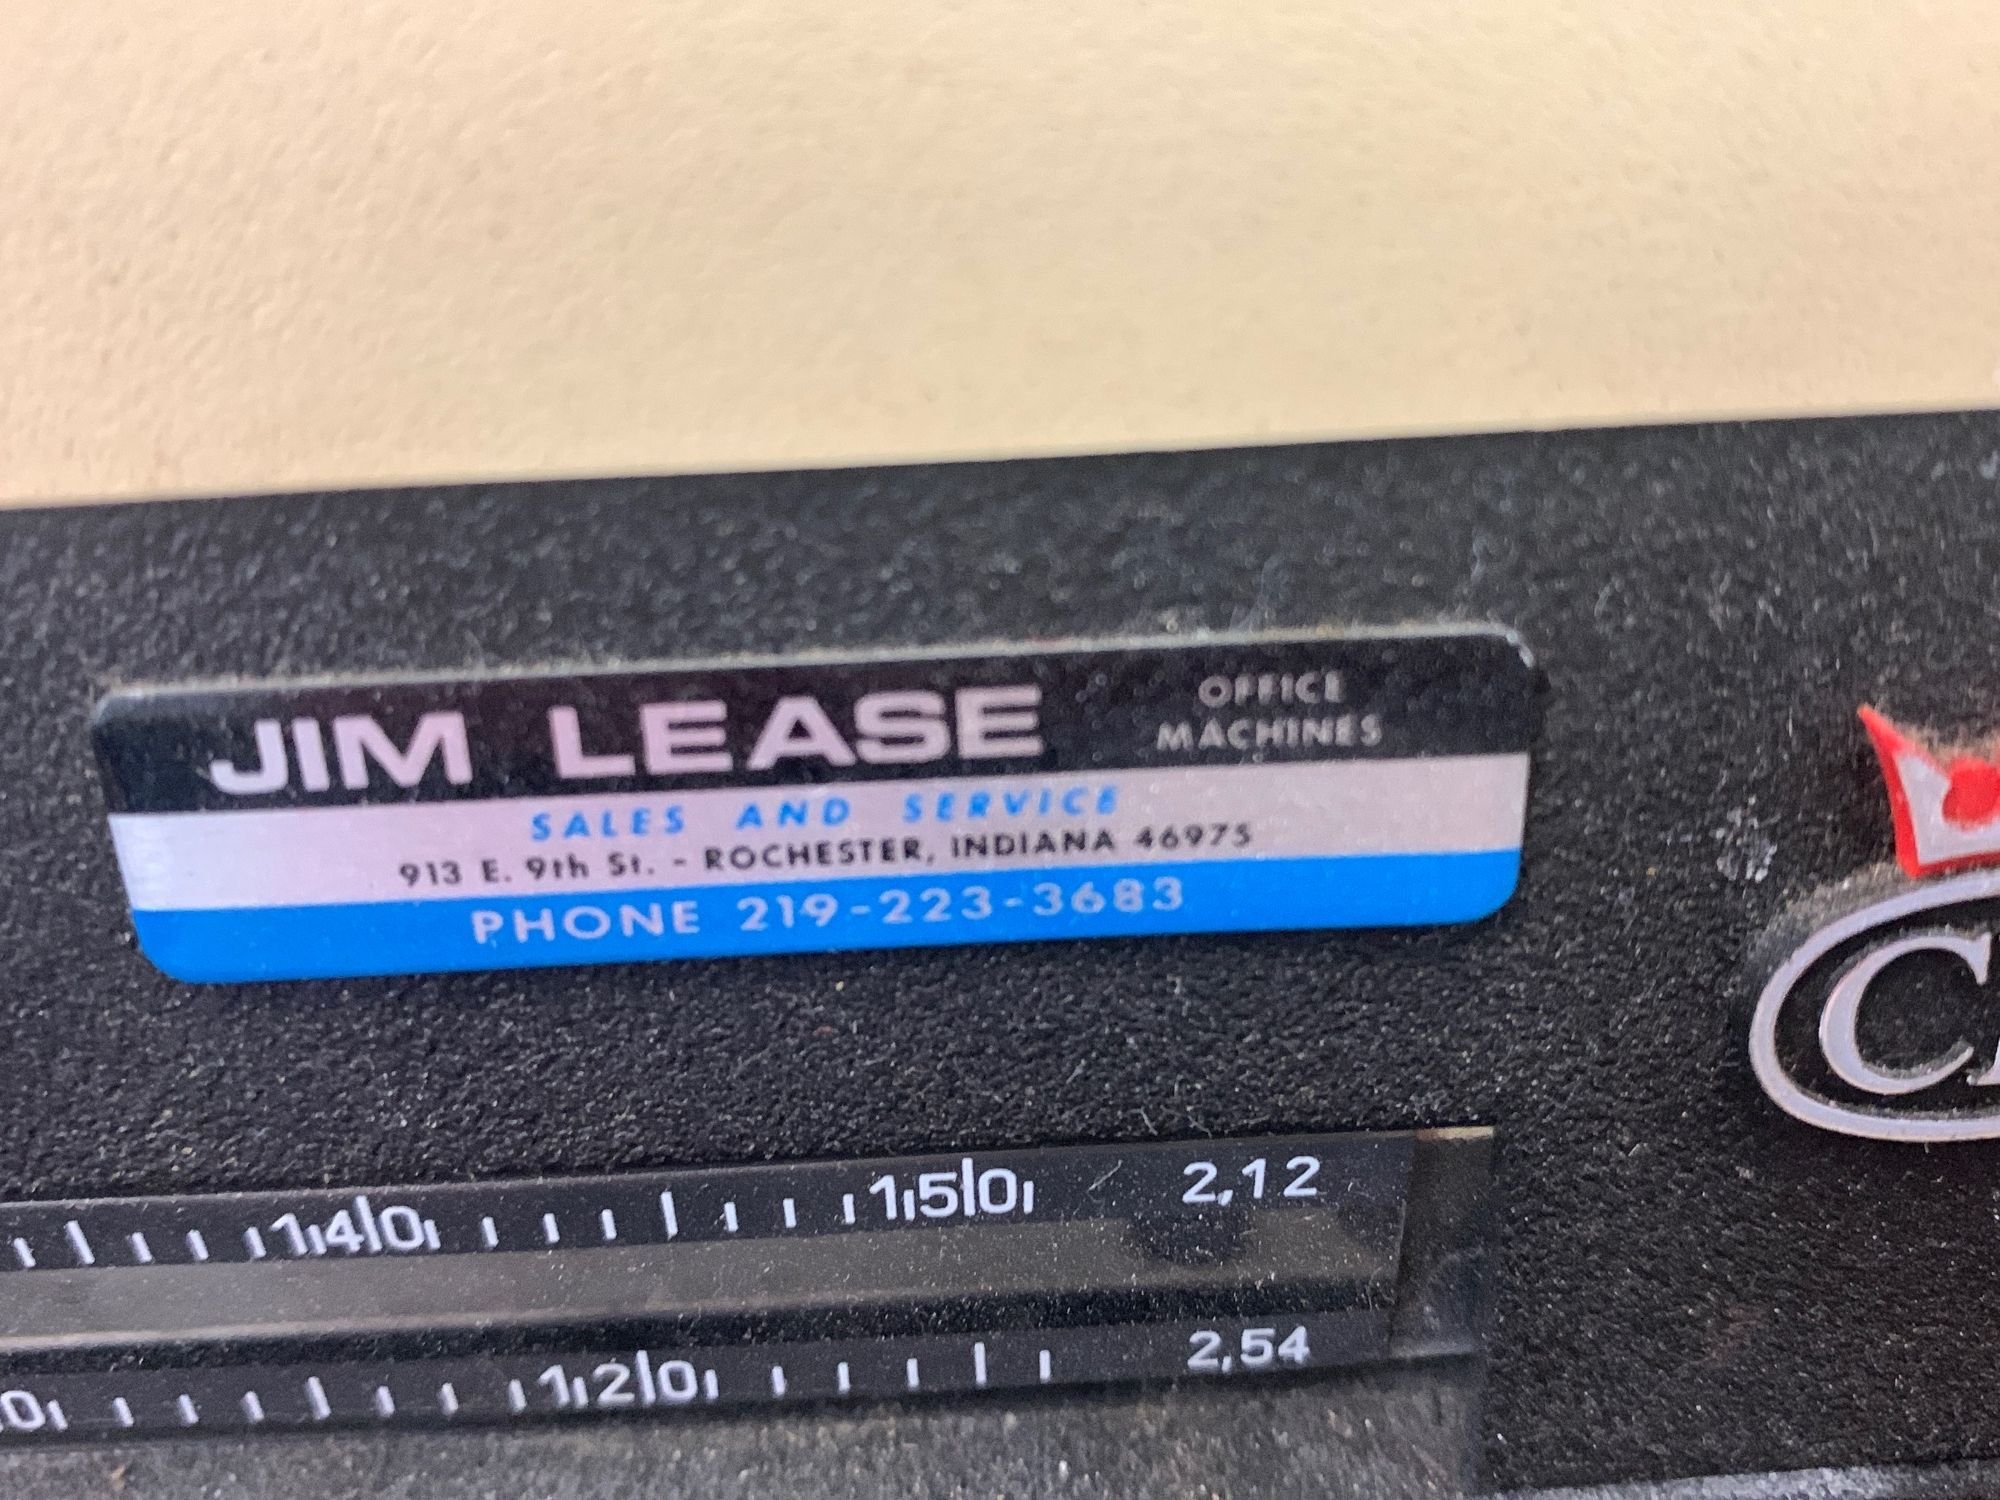 JIM LEASE
OFFICE
MACHINES
SALES AND SERVICE
913 E. 9th St. - ROCHESTER, INDIANA 46975
PHONE 219-223-3683
140 150 2,12
120 2,54